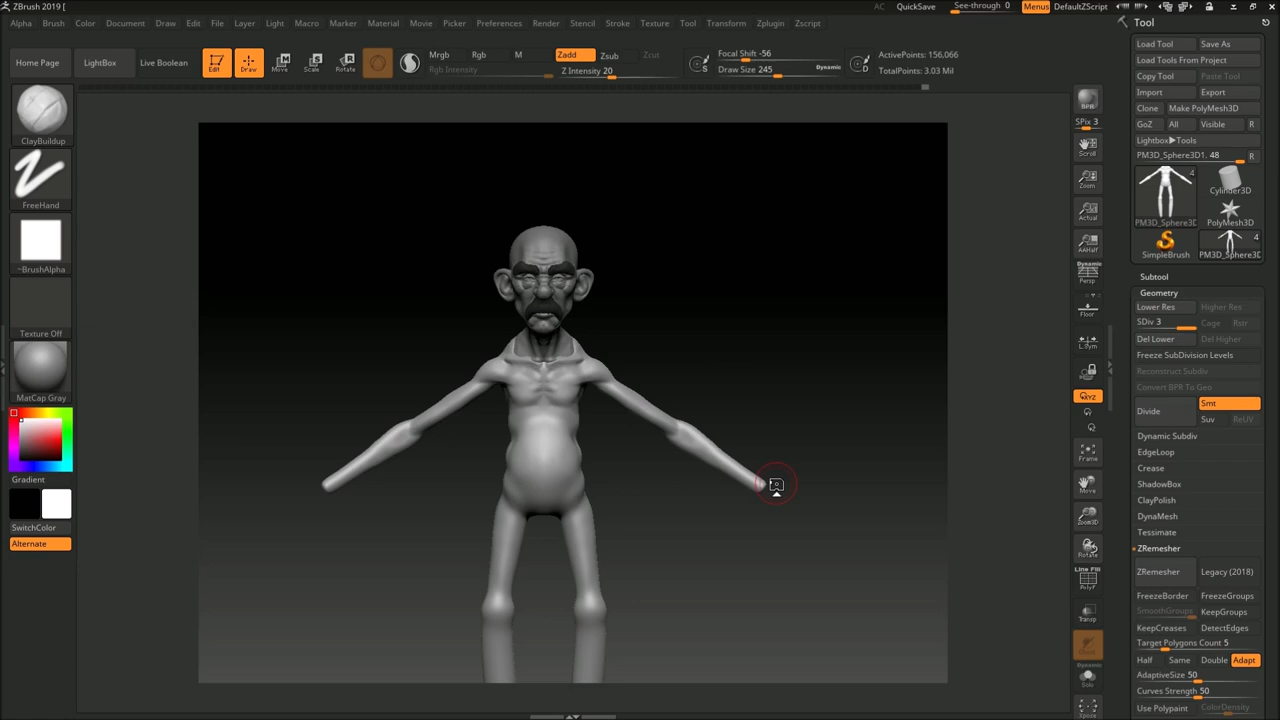 ZBrush 2019 [
AC QuickSave See-through 0 Menus DefaultZScript
Alpha Brush Color Document Draw Edit File Layer Light Macro Marker Material Movie Picker Preferences Render Stencil Stroke Texture Tool Transform Zplugin Zscript
Home Page LightBox Live Boolean
Edit Draw Move Scale Rotate
Mrgb Rgb M
Rgb Intensity
Zadd Zsub Zcut
Z Intensity 20
Focal Shift -56
Draw Size 245 Dynamic
S
D
ActivePoints: 156,066
TotalPoints: 3.03 Mil
ClayBuildup
FreeHand
~BrushAlpha
Texture Off
MatCap Gray
Gradient
SwitchColor
Alternate
BPR
SPix 3
Scroll
Zoom
Actual
AAHalf
Dynamic
Persp
Floor
L.Sym
XYZ
Frame
Move
Zoom3D
Rotate
Line Fill
PolyF
Transp
Dynamic
Solo
Xpose
Tool
Load Tool Save As
Load Tools From Project
Copy Tool Paste Tool
Import Export
Clone Make PolyMesh3D
GoZ All Visible R
Lightbox▶Tools
PM3D_Sphere3D1. 48 R
4
PM3D_Sphere3D
Cylinder3D
PolyMesh3D
SimpleBrush
4
PM3D_Sphere3D
Subtool
Geometry
Lower Res Higher Res
SDiv 3 Cage Rstr
Del Lower Del Higher
Freeze SubDivision Levels
Reconstruct Subdiv
Convert BPR To Geo
Divide Smt
Suv ReUV
Dynamic Subdiv
EdgeLoop
Crease
ShadowBox
ClayPolish
DynaMesh
Tessimate
ZRemesher
ZRemesher Legacy (2018)
FreezeBorder FreezeGroups
SmoothGroups KeepGroups
KeepCreases DetectEdges
Target Polygons Count 5
Half Same Double Adapt
AdaptiveSize 50
Curves Strength 50
Use Polypaint ColorDensity